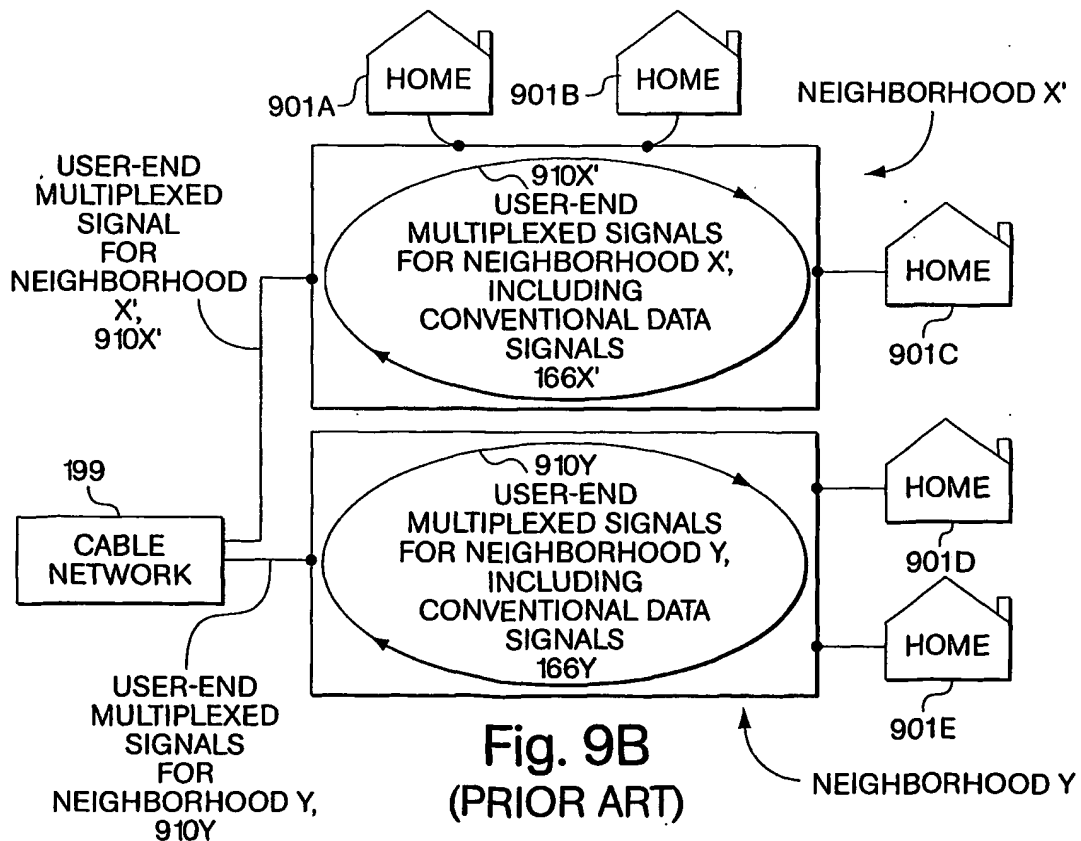 HOME
901A
HOME
901B
NEIGHBORHOOD X'
USER-END
MULTIPLEXED
SIGNAL
FOR
NEIGHBORHOOD
X',
910X'
910X'
USER-END
MULTIPLEXED SIGNALS
FOR NEIGHBORHOOD X',
INCLUDING
CONVENTIONAL DATA
SIGNALS
166X'
HOME
901C
199
CABLE
NETWORK
910Y
USER-END
MULTIPLEXED SIGNALS
FOR NEIGHBORHOOD Y,
INCLUDING
CONVENTIONAL DATA
SIGNALS
166Y
HOME
901D
HOME
901E
USER-END
MULTIPLEXED
SIGNALS
FOR
NEIGHBORHOOD Y,
910Y
Fig. 9B
(PRIOR ART)
NEIGHBORHOOD Y